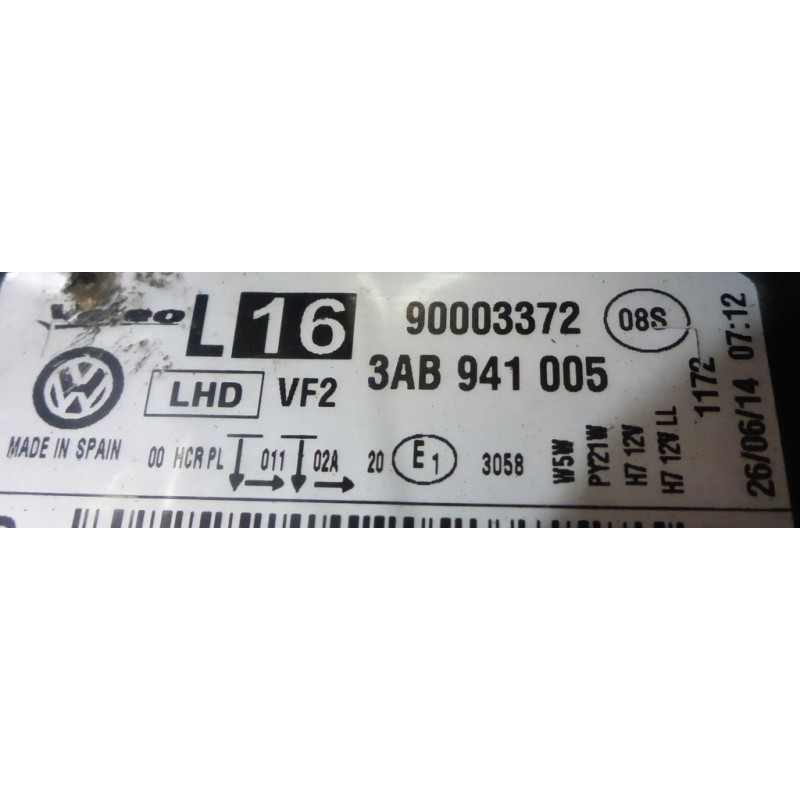 Valeo L 16 90003372 08S
3AB 941 005
LHD VF2
MADE IN SPAIN
00 HCR PL 011 02A 20 E1 3058
W5W
PY21W
H7 12V
H7 12V LL
1172
26/06/14 07:12